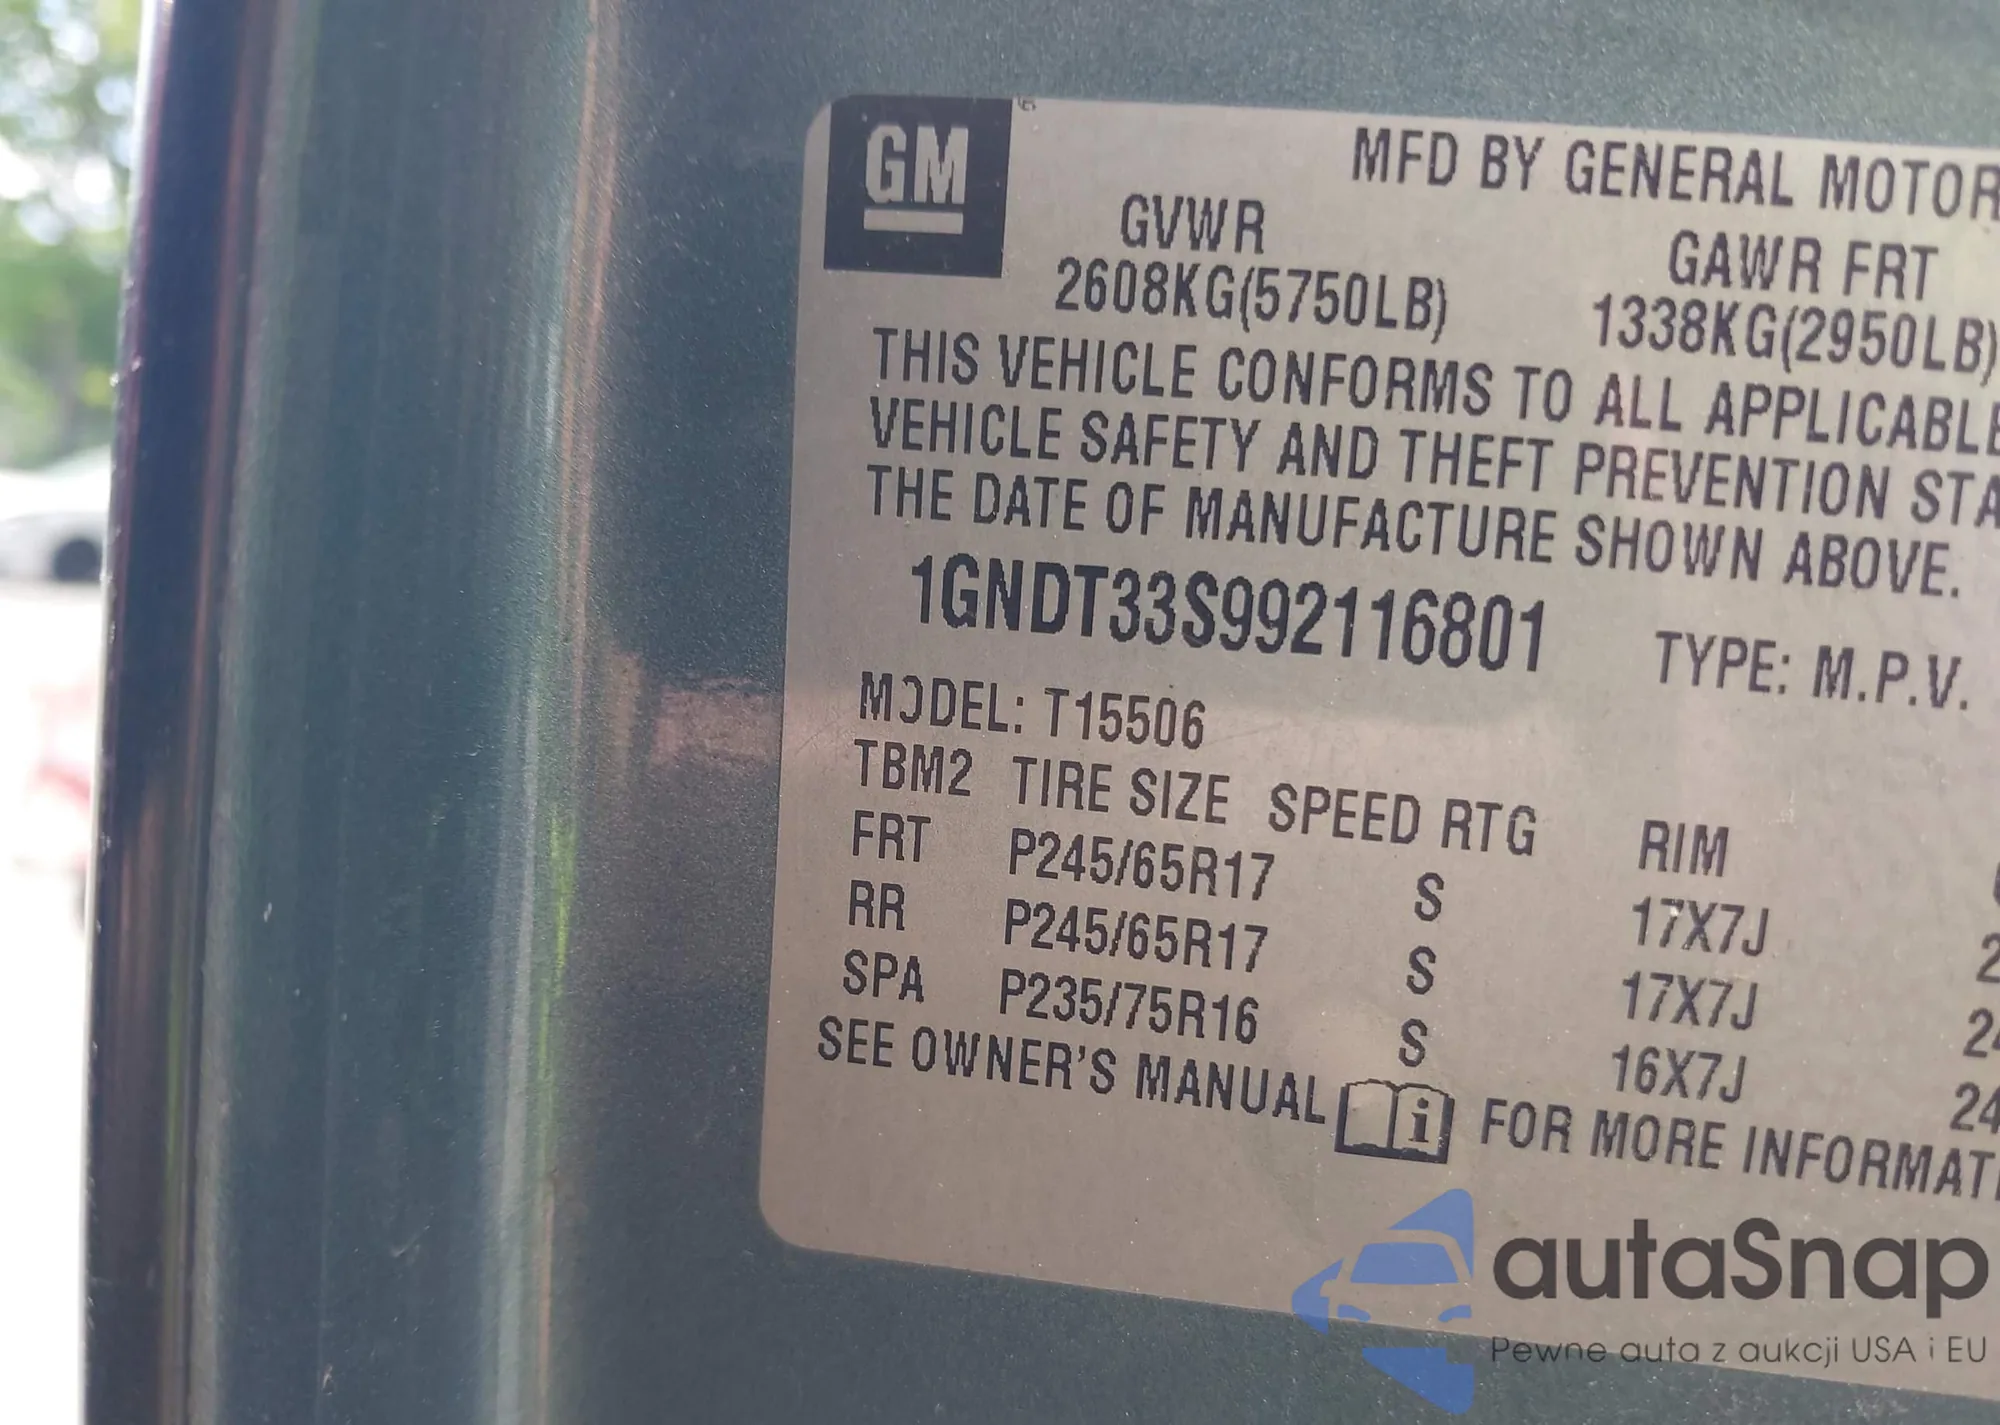 GM
MFD BY GENERAL MOTOR
GVWR GAWR FRT
2608KG(5750LB) 1338KG(2950LB)
THIS VEHICLE CONFORMS TO ALL APPLICABLE
VEHICLE SAFETY AND THEFT PREVENTION STA
THE DATE OF MANUFACTURE SHOWN ABOVE.
1GNDT33S992116801 TYPE: M.P.V.
MODEL: T15506
TBM2 TIRE SIZE SPEED RTG RIM
FRT P245/65R17 S 17X7J
RR P245/65R17 S 17X7J
SPA P235/75R16 S 16X7J 24
SEE OWNER'S MANUAL i FOR MORE INFORMATI
autaSnap
Pewne auta z aukcji USA i EU